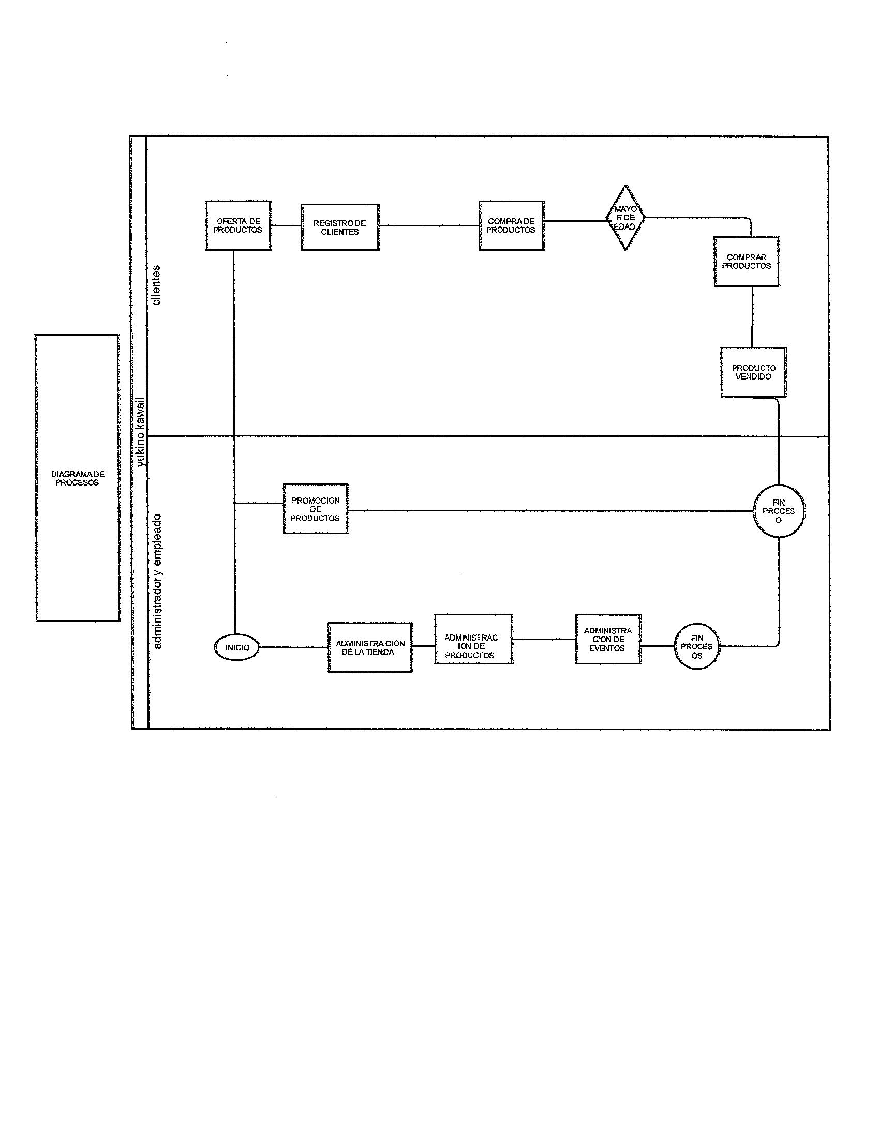 DIAGRAMA DE
PROCESOS
yukino kawaii
clientes
OFERTA DE
PRODUCTOS
REGISTRO DE
CLIENTES
COMPRA DE
PRODUCTOS
MAYO
R DE
EDAD
COMPRAR
PRODUCTOS
PRODUCTO
VENDIDO
administrador y empleado
PROMOCION
DE
PRODUCTOS
FIN
PROCES
O
INICIO
ADMINISTRACION
DE LA TIENDA
ADMINISTRAC
ION DE
PRODUCTOS
ADMINISTRA
CION DE
EVENTOS
FIN
PROCES
OS